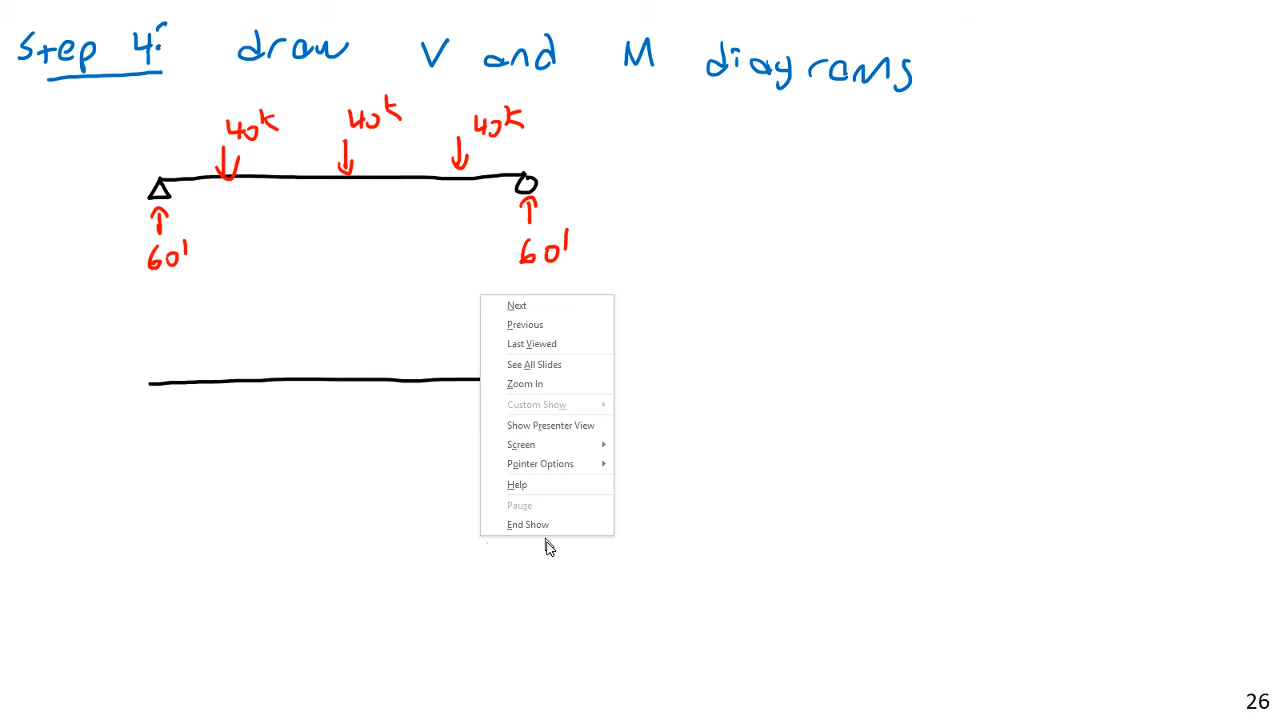 Step 4: draw V and M diagrams
40k 40k 40k
60' 60'
Next
Previous
Last Viewed
See All Slides
Zoom In
Custom Show
Show Presenter View
Screen
Pointer Options
Help
Pause
End Show
26